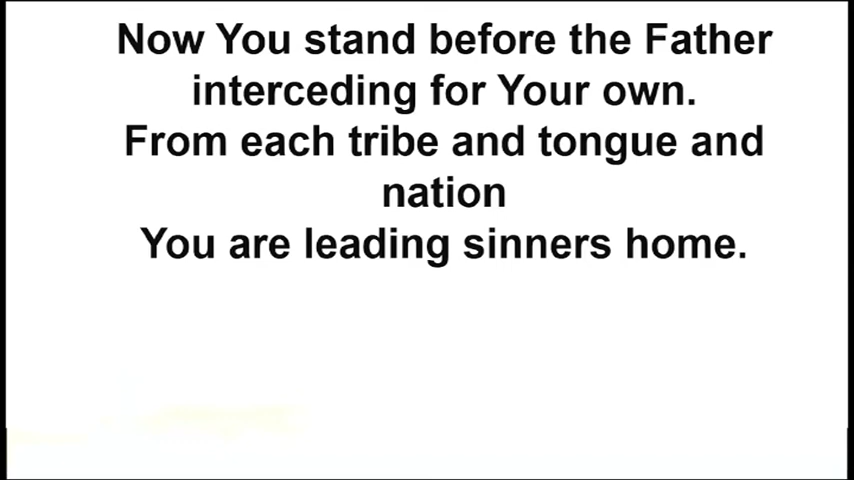 Now You stand before the Father
interceding for Your own.
From each tribe and tongue and
nation
You are leading sinners home.